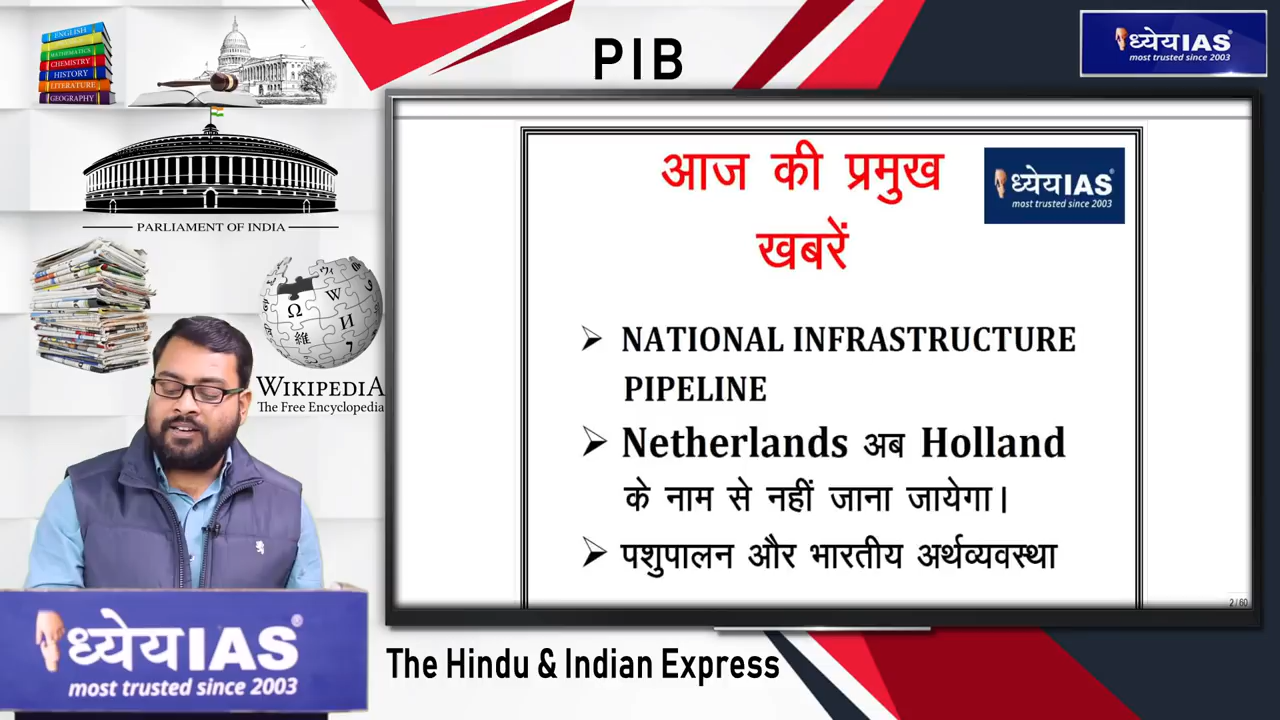 PIB
ध्येयIAS®
most trusted since 2003
ENGLISH
MATHEMATICS
CHEMISTRY
HISTORY
LITERATURE
GEOGRAPHY
PARLIAMENT OF INDIA
Ω
W
И
維
WIKIPEDIA
The Free Encyclopedia
आज की प्रमुख
खबरें
ध्येयIAS®
most trusted since 2003
➢ NATIONAL INFRASTRUCTURE
PIPELINE
➢ Netherlands अब Holland
के नाम से नहीं जाना जायेगा।
➢ पशुपालन और भारतीय अर्थव्यवस्था
2 / 60
ध्येयIAS®
most trusted since 2003
The Hindu & Indian Express